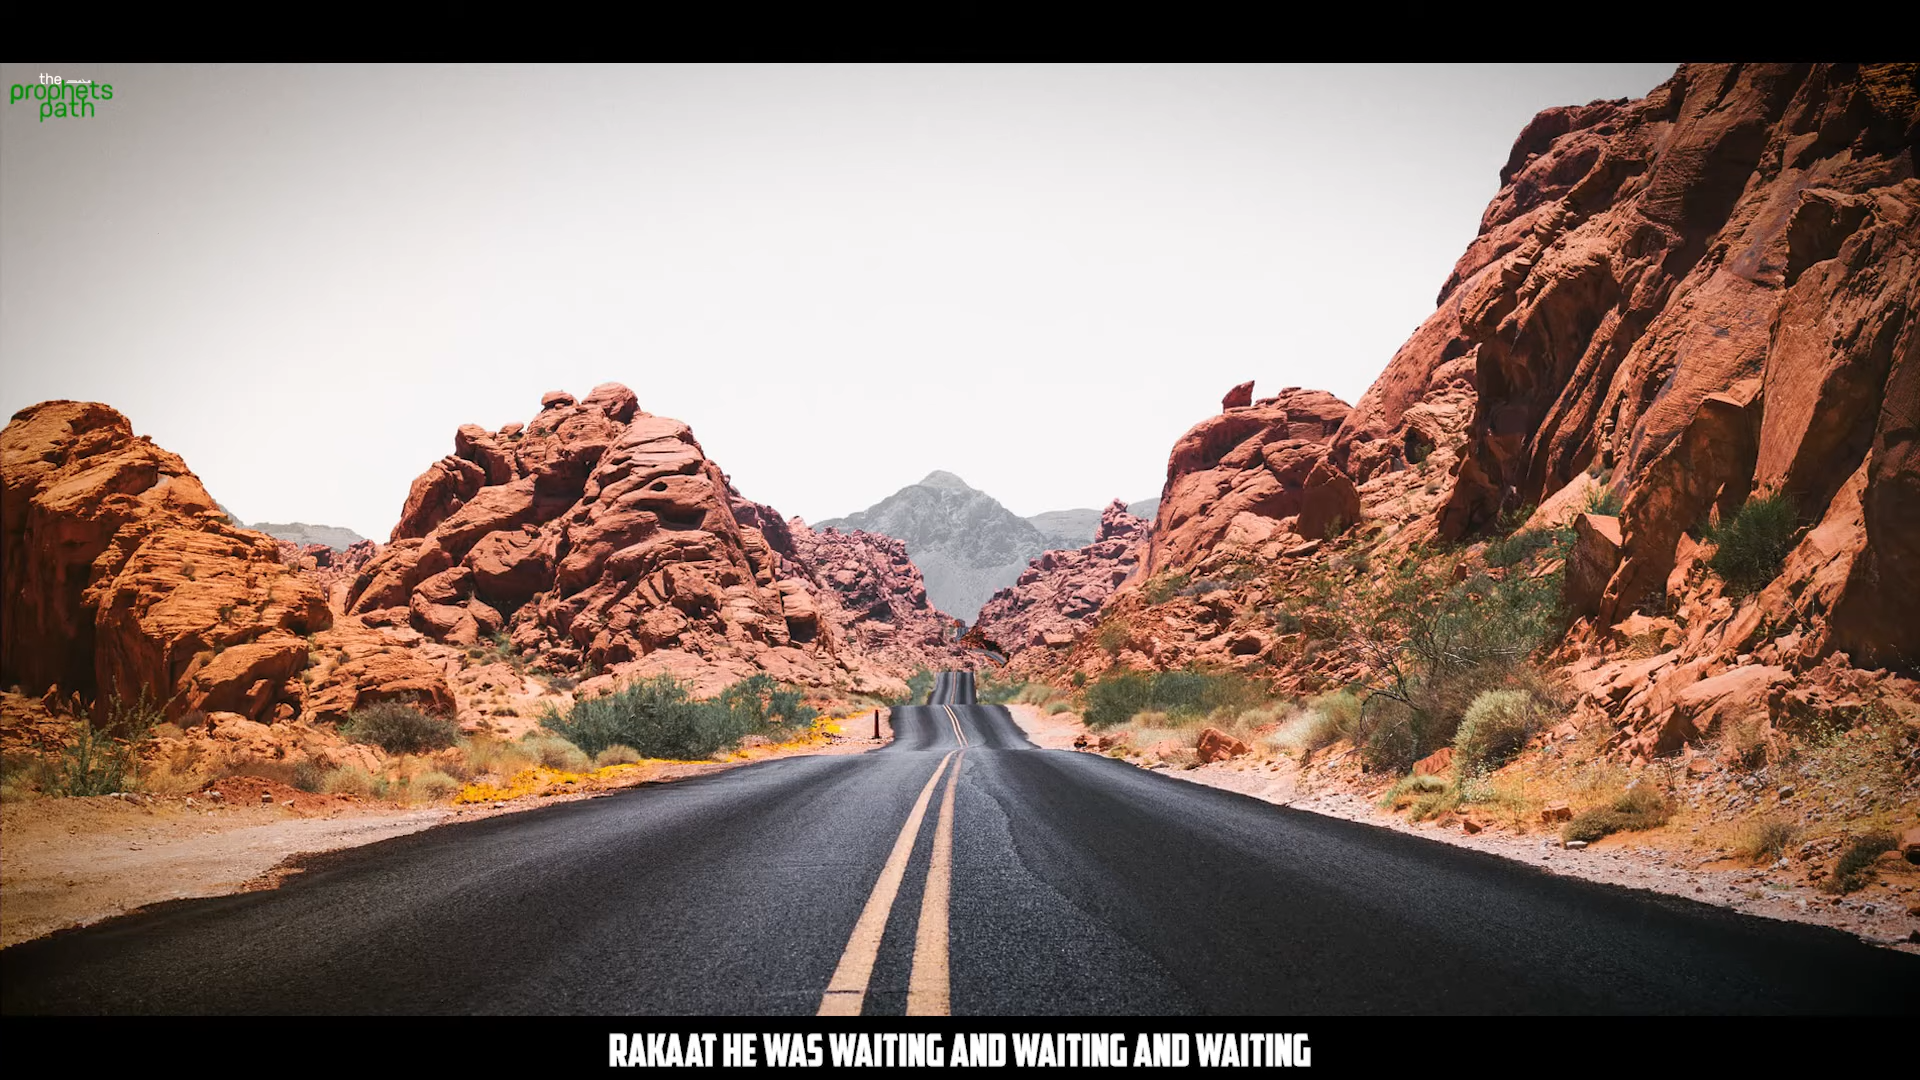 the
prophets
path
RAKAAT HE WAS WAITING AND WAITING AND WAITING